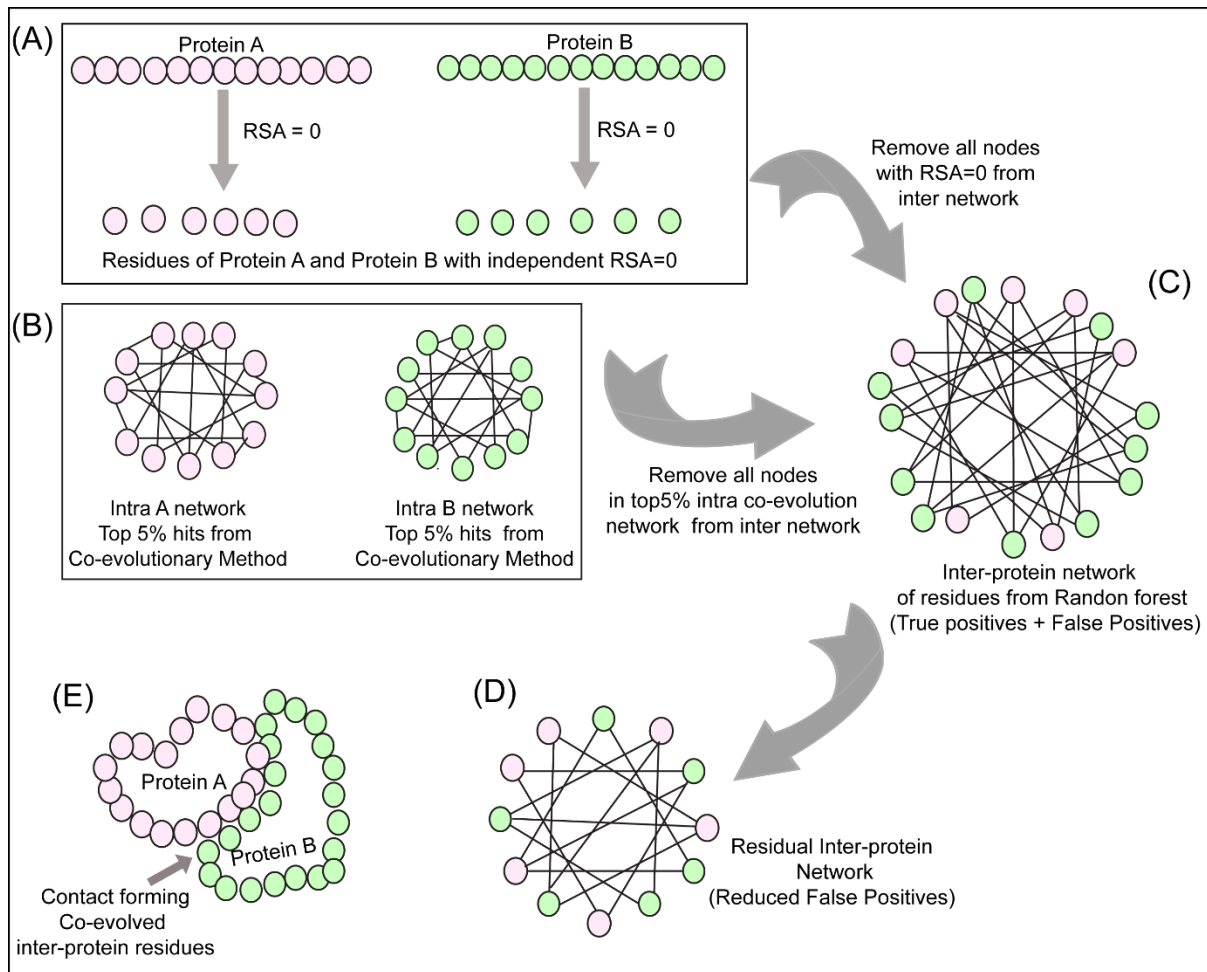 (A)
Protein A
Protein B
RSA = 0
RSA = 0
Residues of Protein A and Protein B with independent RSA=0
Remove all nodes
with RSA=0 from
inter network
(B)
Intra A network
Top 5% hits from
Co-evolutionary Method
Intra B network
Top 5% hits from
Co-evolutionary Method
Remove all nodes
in top5% intra co-evolution
network from inter network
(C)
Inter-protein network
of residues from Randon forest
(True positives + False Positives)
(D)
Residual Inter-protein
Network
(Reduced False Positives)
(E)
Protein A
Protein B
Contact forming
Co-evolved
inter-protein residues